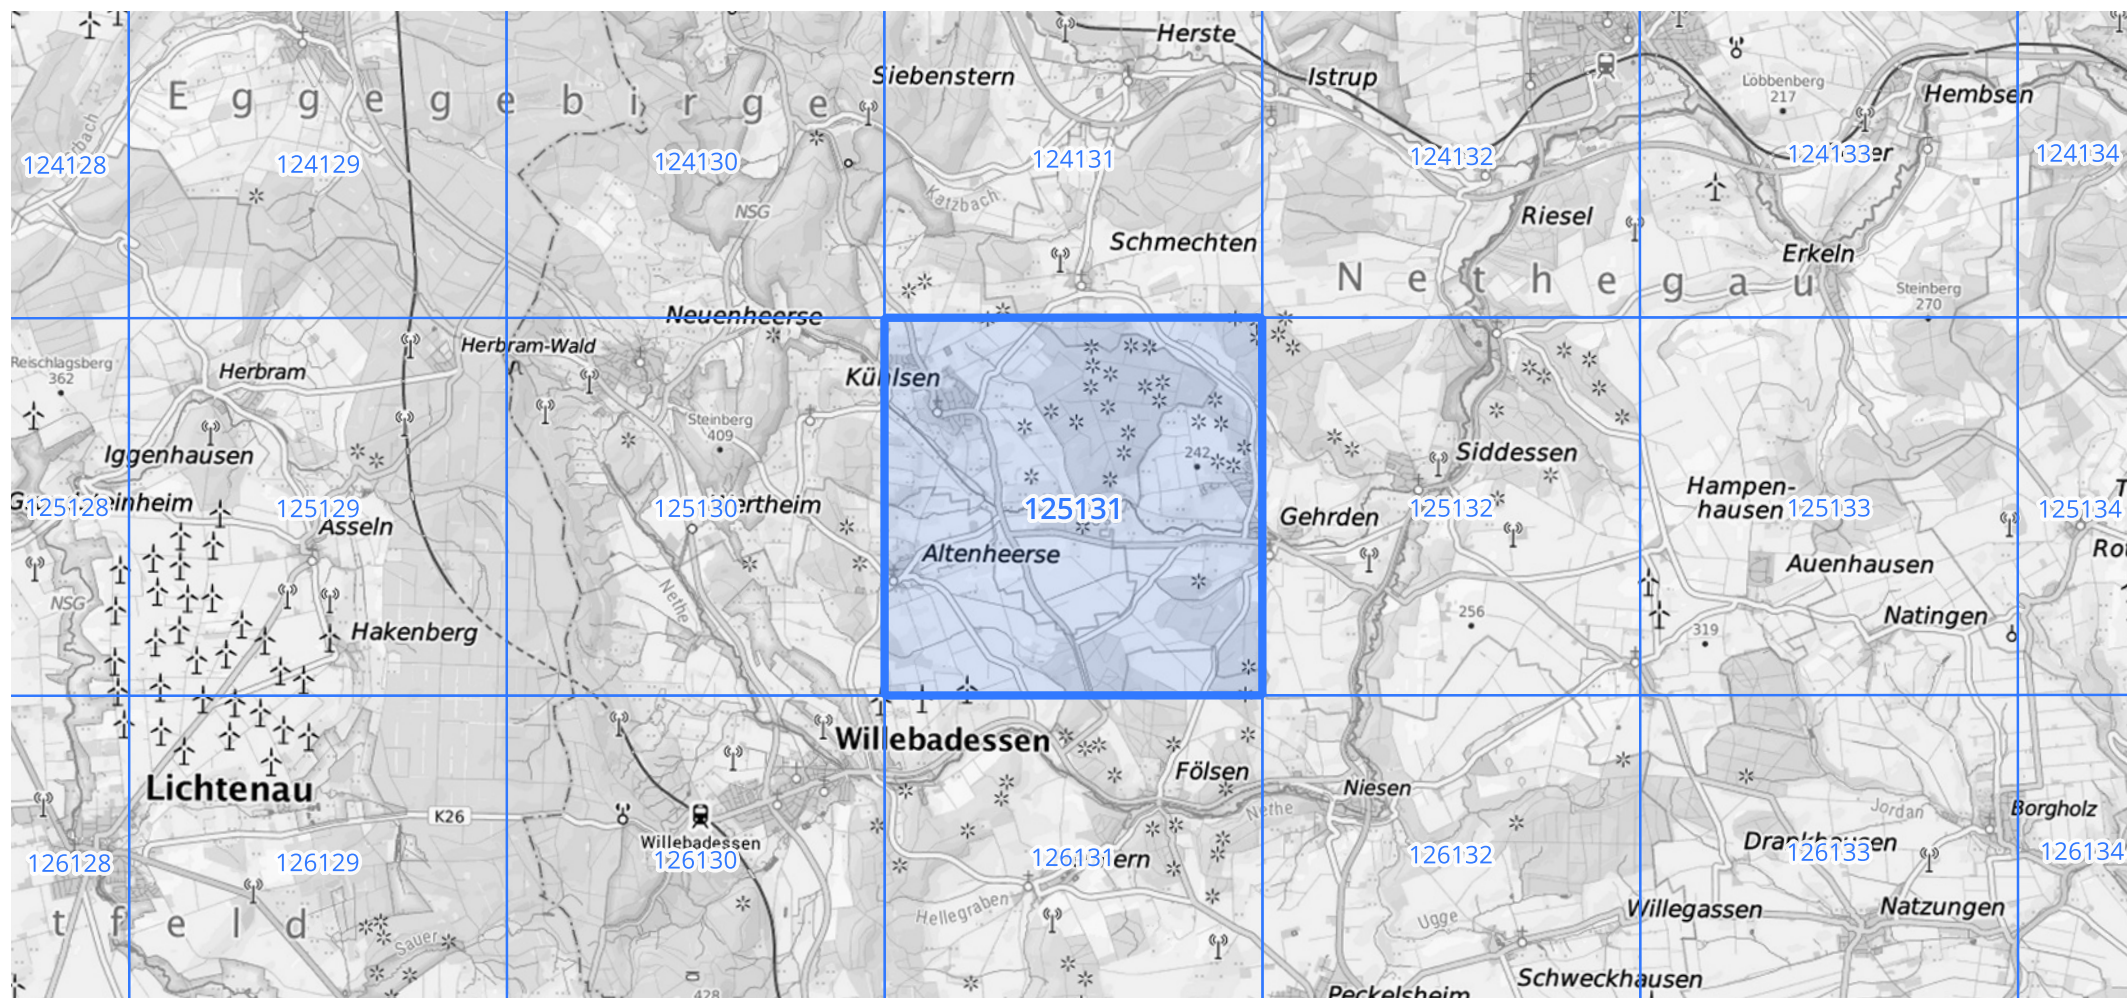 Herste
Siebenstern
Istrup
Löbbenberg
217
Hembsen
E g g e g e b i r g e
124128
124129
124130
124131
124132
124133
124134
Katzbach
NSG
Riesel
Schmechten
Erkeln
N e t h e g a u
Steinberg
270
Neuenheerse
Herbram-Wald
Reischlagsberg
362
Herbram
Kühlsen
Steinberg
409
Iggenhausen
242
Siddessen
Hampen-
hausen
125128
125129
125130
125131
125132
125133
125134
Gehrden
Asseln
Altenheerse
Auenhausen
Nethe
NSG
Hakenberg
256
319
Natingen
Willebadessen
Fölsen
Lichtenau
Niesen
Nethe
K26
Jordan
Borgholz
Willebadessen
126128
126129
126130
126131
126132
126133
126134
Hellegraben
Willegassen
Natzungen
t f e l d
Ugge
Sauer
Schweckhausen
428
Peckelsheim